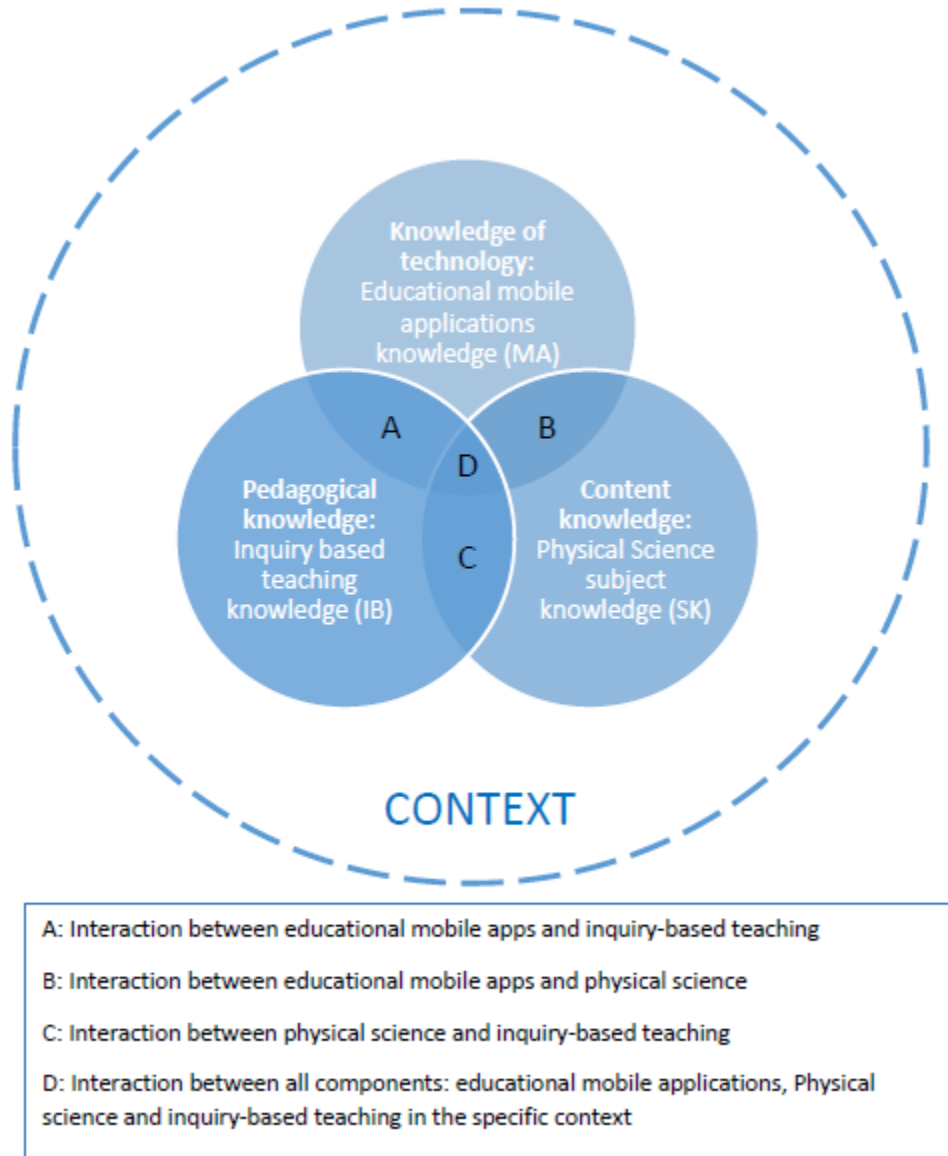 Knowledge of
technology:
Educational mobile
applications
knowledge (MA)
A
B
D
Pedagogical
knowledge:
Inquiry based
teaching
knowledge (IB)
C
Content
knowledge:
Physical Science
subject
knowledge (SK)
CONTEXT
A: Interaction between educational mobile apps and inquiry-based teaching
B: Interaction between educational mobile apps and physical science
C: Interaction between physical science and inquiry-based teaching
D: Interaction between all components: educational mobile applications, Physical
science and inquiry-based teaching in the specific context